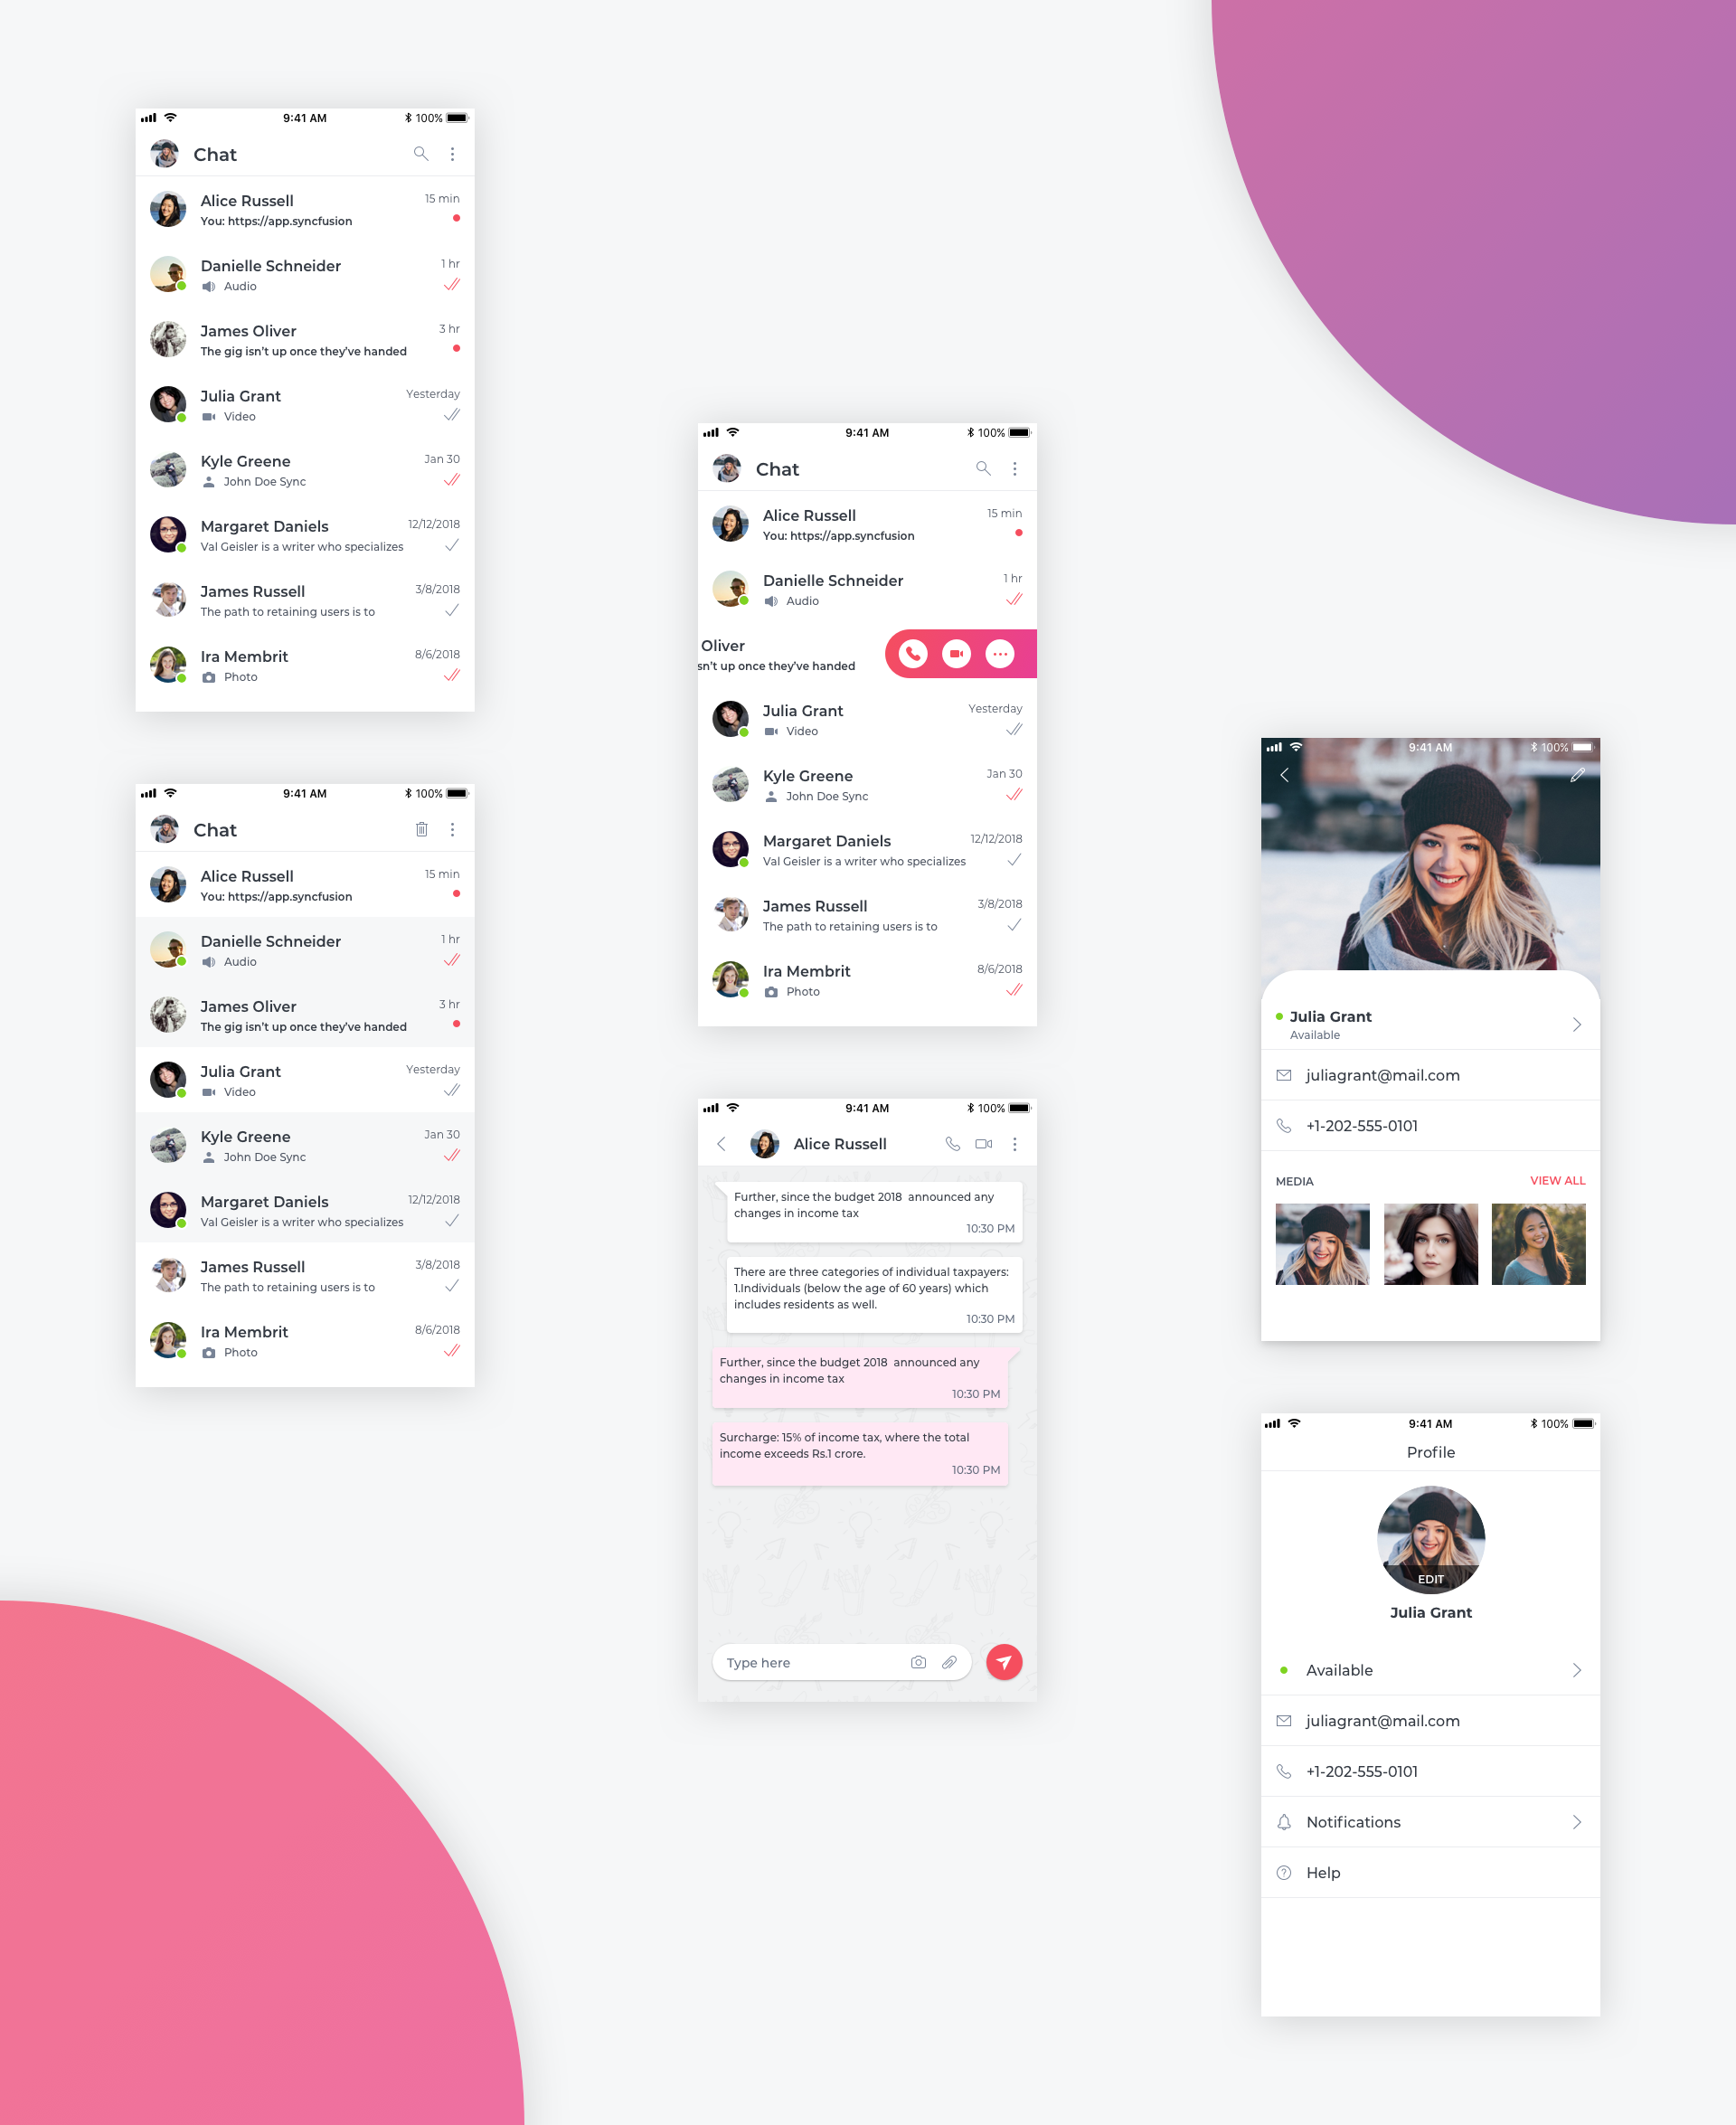 9:41 AM 100%
Chat
Alice Russell 15 min
You: https://app.syncfusion
Danielle Schneider 1 hr
Audio
James Oliver 3 hr
The gig isn't up once they've handed
Julia Grant Yesterday
Video
Kyle Greene Jan 30
John Doe Sync
Margaret Daniels 12/12/2018
Val Geisler is a writer who specializes
James Russell 3/8/2018
The path to retaining users is to
Ira Membrit 8/6/2018
Photo
9:41 AM 100%
Chat
Alice Russell 15 min
You: https://app.syncfusion
Danielle Schneider 1 hr
Audio
James Oliver 3 hr
The gig isn't up once they've handed
Julia Grant Yesterday
Video
Kyle Greene Jan 30
John Doe Sync
Margaret Daniels 12/12/2018
Val Geisler is a writer who specializes
James Russell 3/8/2018
The path to retaining users is to
Ira Membrit 8/6/2018
Photo
9:41 AM 100%
Chat
Alice Russell 15 min
You: https://app.syncfusion
Danielle Schneider 1 hr
Audio
Oliver
sn't up once they've handed
Julia Grant Yesterday
Video
Kyle Greene Jan 30
John Doe Sync
Margaret Daniels 12/12/2018
Val Geisler is a writer who specializes
James Russell 3/8/2018
The path to retaining users is to
Ira Membrit 8/6/2018
Photo
9:41 AM 100%
Alice Russell
Further, since the budget 2018 announced any
changes in income tax
10:30 PM
There are three categories of individual taxpayers:
1.Individuals (below the age of 60 years) which
includes residents as well.
10:30 PM
Further, since the budget 2018 announced any
changes in income tax
10:30 PM
Surcharge: 15% of income tax, where the total
income exceeds Rs.1 crore.
10:30 PM
Type here
9:41 AM 100%
Julia Grant
Available
juliagrant@mail.com
+1-202-555-0101
MEDIA VIEW ALL
9:41 AM 100%
Profile
EDIT
Julia Grant
Available
juliagrant@mail.com
+1-202-555-0101
Notifications
Help